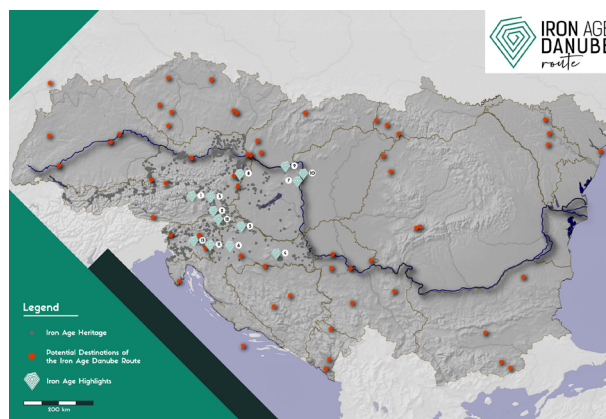 IRON AGE
DANUBE
route
Legend
Iron Age Heritage
Potential Destinations of
the Iron Age Danube Route
Iron Age Highlights
200 km